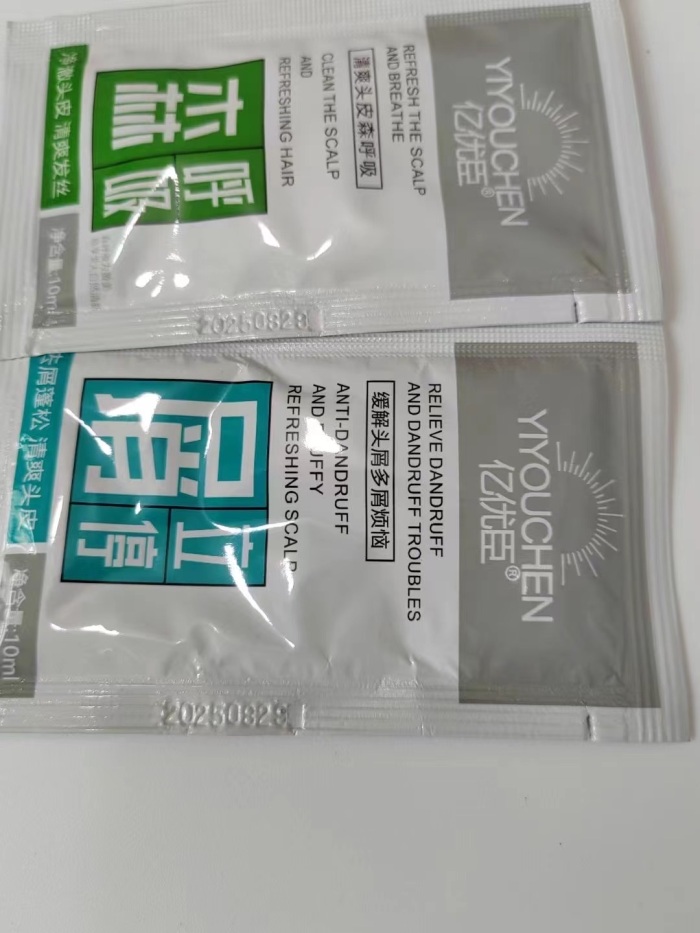 YIYOUCHEN
亿优臣®
REFRESH THE SCALP
AND BREATHE
清爽头皮森呼吸
CLEAN THE SCALP
AND
REFRESHING HAIR
森
呼
吸
净澈头皮 清爽发丝
净含量:10ml
20250828
YIYOUCHEN
亿优臣®
RELIEVE DANDRUFF
AND DANDRUFF TROUBLES
缓解头屑多屑烦恼
ANTI-DANDRUFF
AND FLUFFY
REFRESHING SCALP
屑
立
停
去屑蓬松 清爽头皮
净含量:10ml
20250828